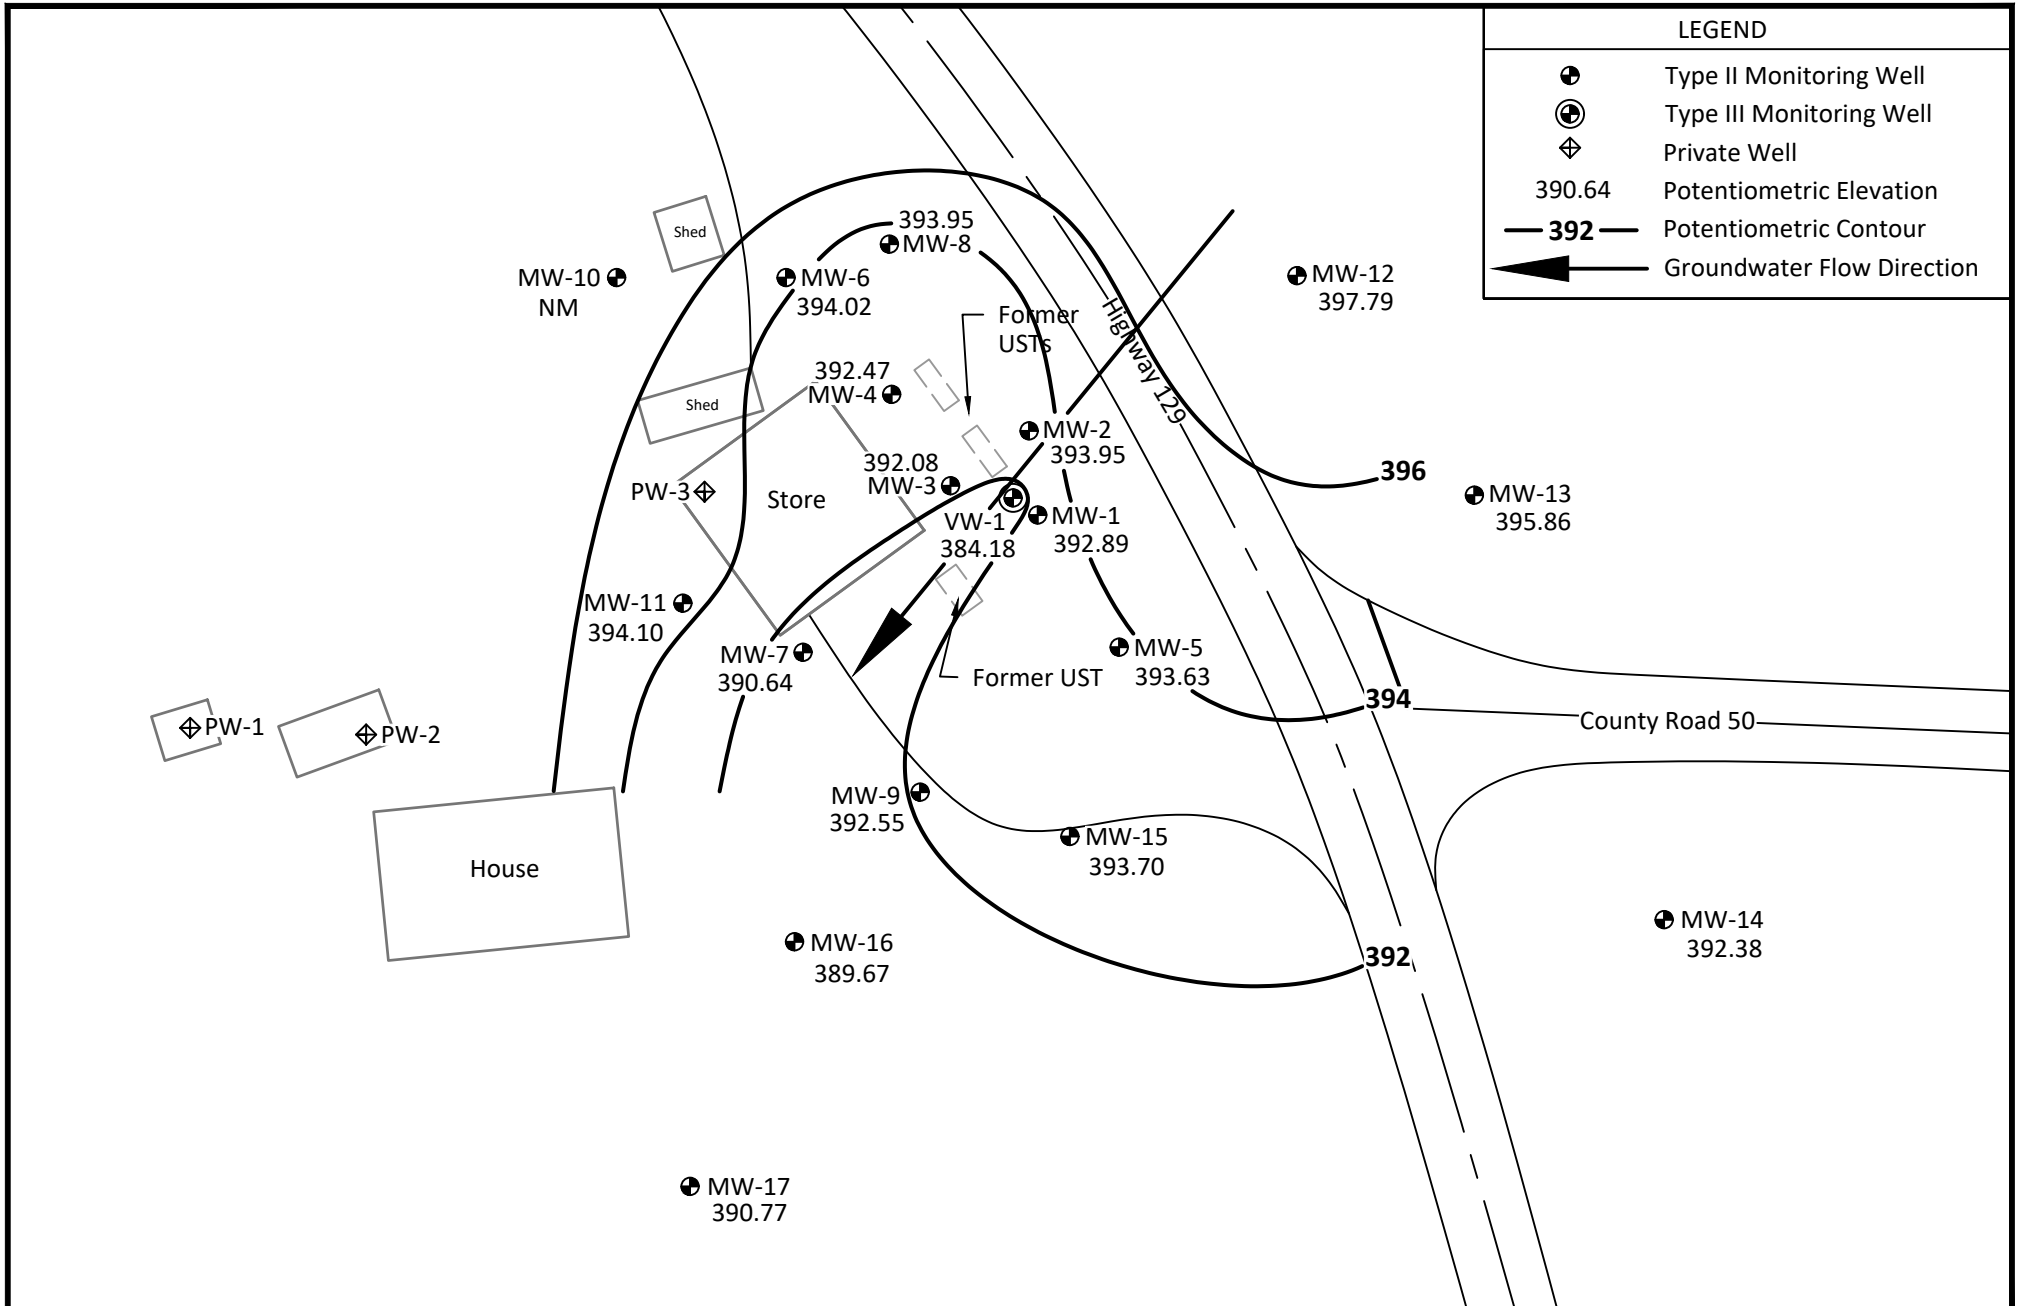 LEGEND
Type II Monitoring Well
Type III Monitoring Well
Private Well
390.64 Potentiometric Elevation
392 Potentiometric Contour
Groundwater Flow Direction
393.95
MW-8
Shed
MW-10
NM
MW-6
394.02
MW-12
397.79
Former
USTs
Highway 129
392.47
MW-4
Shed
MW-2
393.95
392.08
MW-3
396
PW-3
Store
MW-13
395.86
VW-1
384.18
MW-1
392.89
MW-11
394.10
MW-7
390.64
MW-5
393.63
Former UST
394
County Road 50
PW-1
PW-2
MW-9
392.55
MW-15
393.70
House
MW-14
392.38
MW-16
389.67
392
MW-17
390.77